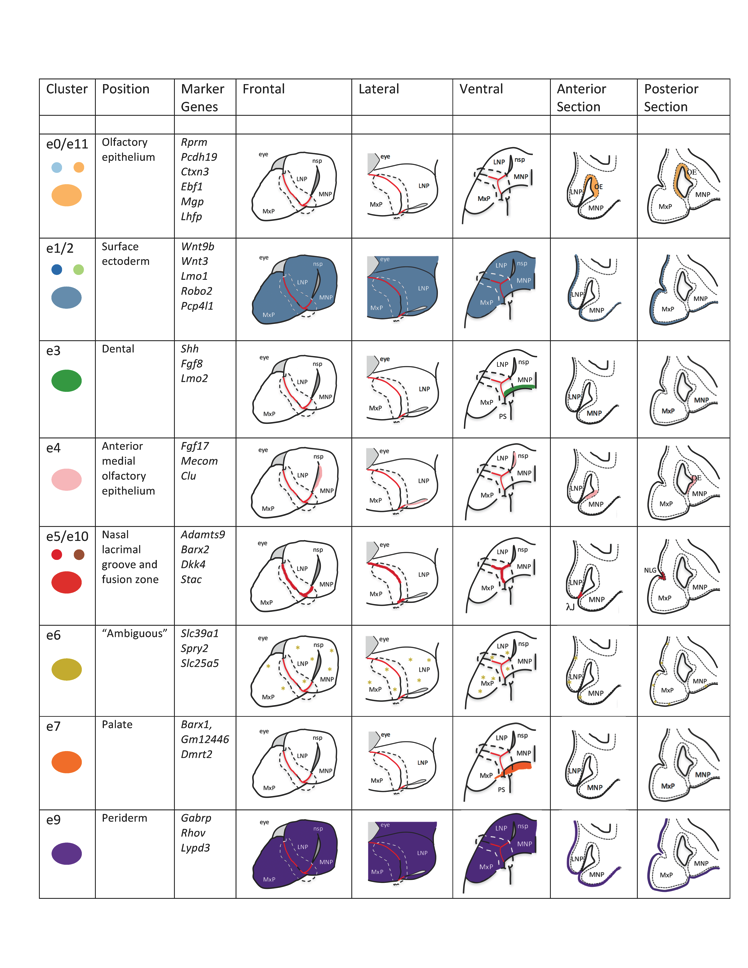 Cluster Position Marker Genes Frontal Lateral Ventral Anterior Section Posterior Section
e0/e11 Olfactory epithelium
Rprm
Pcdh19
Ctxn3
Ebf1
Mgp
Lhfp
eye nsp LNP MNP MxP
eye LNP
LNP nsp MNP MxP PS
LNP OE MNP
OE MxP MNP
e1/2 Surface ectoderm
Wnt9b
Wnt3
Lmo1
Robo2
Pcp4l1
eye nsp LNP MNP MxP
eye LNP
LNP nsp MNP MxP PS
LNP MNP
MxP MNP
e3 Dental
Shh
Fgf8
Lmo2
eye nsp LNP MNP MxP
eye LNP
LNP nsp MNP MxP PS
LNP MNP
MxP MNP
e4 Anterior medial olfactory epithelium
Fgf17
Mecom
Clu
eye nsp LNP MNP MxP
eye LNP
LNP nsp MNP MxP PS
LNP MNP
OE MxP MNP
e5/e10 Nasal lacrimal groove and fusion zone
Adamts9
Barx2
Dkk4
Stac
eye nsp LNP MNP MxP
eye LNP
LNP nsp MNP MxP PS
LNP MNP λJ
NLG MxP MNP
e6 “Ambiguous”
Slc39a1
Spry2
Slc25a5
eye nsp LNP MNP MxP
eye LNP
LNP nsp MNP MxP PS
LNP MNP
MxP MNP
e7 Palate
Barx1,
Gm12446
Dmrt2
eye nsp LNP MNP MxP
eye LNP
LNP nsp MNP MxP PS
LNP MNP
MxP MNP
e9 Periderm
Gabrp
Rhov
Lypd3
eye nsp LNP MNP MxP
eye LNP MxP
LNP nsp MNP MxP PS
LNP MNP
MxP MNP